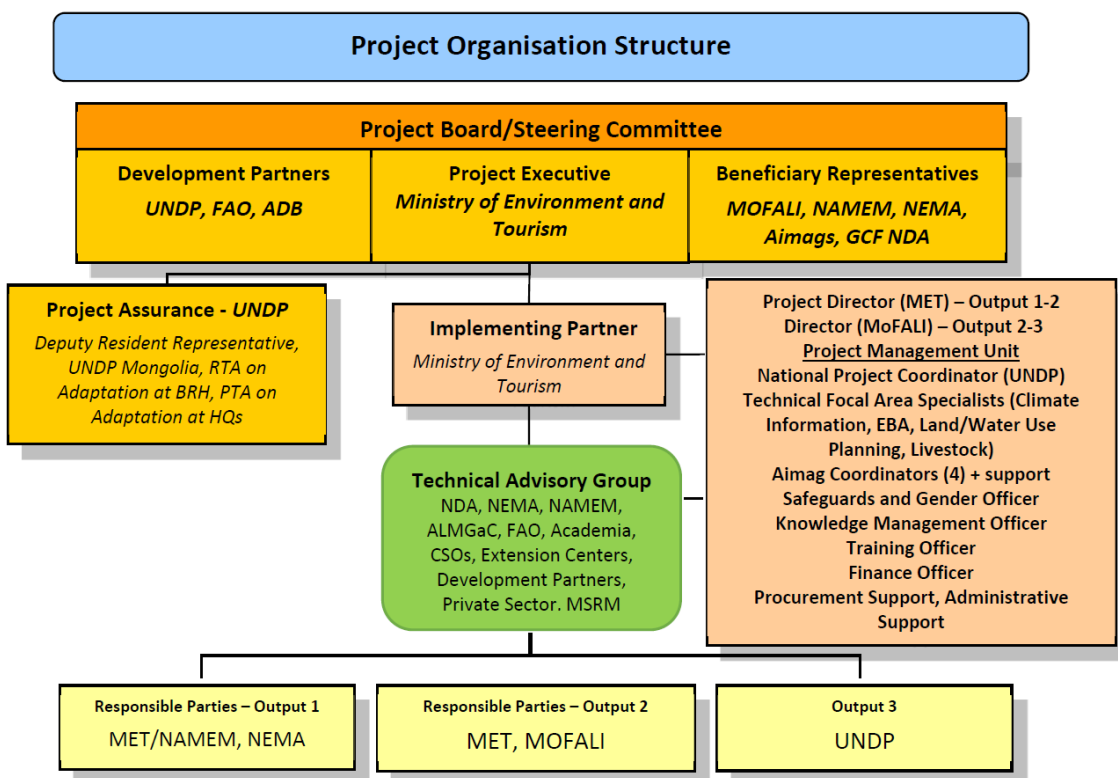 Project Organisation Structure
Project Board/Steering Committee
Development Partners
UNDP, FAO, ADB
Project Executive
Ministry of Environment and
Tourism
Beneficiary Representatives
MOFALI, NAMEM, NEMA,
Aimags, GCF NDA
Project Assurance - UNDP
Deputy Resident Representative,
UNDP Mongolia, RTA on
Adaptation at BRH, PTA on
Adaptation at HQs
Implementing Partner
Ministry of Environment and
Tourism
Project Director (MET) – Output 1-2
Director (MoFALI) – Output 2-3
Project Management Unit
National Project Coordinator (UNDP)
Technical Focal Area Specialists (Climate
Information, EBA, Land/Water Use
Planning, Livestock)
Aimag Coordinators (4) + support
Safeguards and Gender Officer
Knowledge Management Officer
Training Officer
Finance Officer
Procurement Support, Administrative
Support
Technical Advisory Group
NDA, NEMA, NAMEM,
ALMGaC, FAO, Academia,
CSOs, Extension Centers,
Development Partners,
Private Sector. MSRM
Responsible Parties – Output 1
MET/NAMEM, NEMA
Responsible Parties – Output 2
MET, MOFALI
Output 3
UNDP